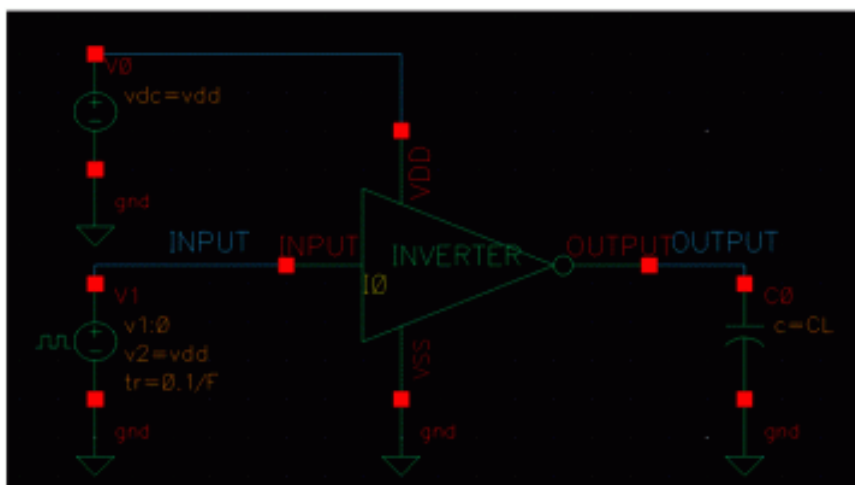 V0
vdc=vdd
gnd
VDD
INPUT
INPUT
INVERTER
I0
OUTPUT
OUTPUT
V1
v1:0
v2=vdd
tr=0.1/F
gnd
VSS
gnd
C0
c=CL
gnd